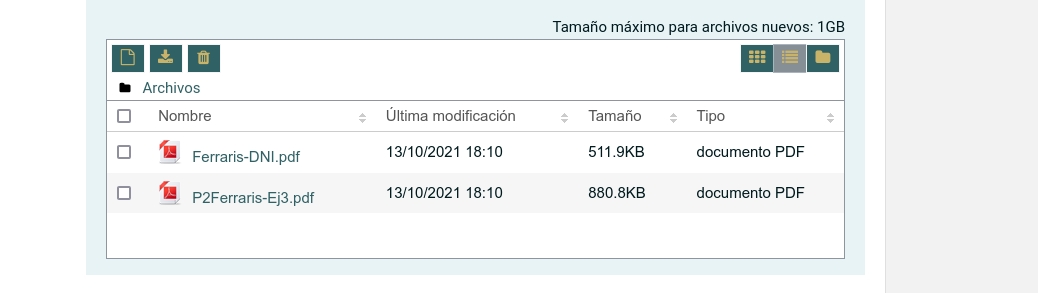 Tamaño máximo para archivos nuevos: 1GB
Archivos
Nombre Última modificación Tamaño Tipo
Ferraris-DNI.pdf 13/10/2021 18:10 511.9KB documento PDF
P2Ferraris-Ej3.pdf 13/10/2021 18:10 880.8KB documento PDF